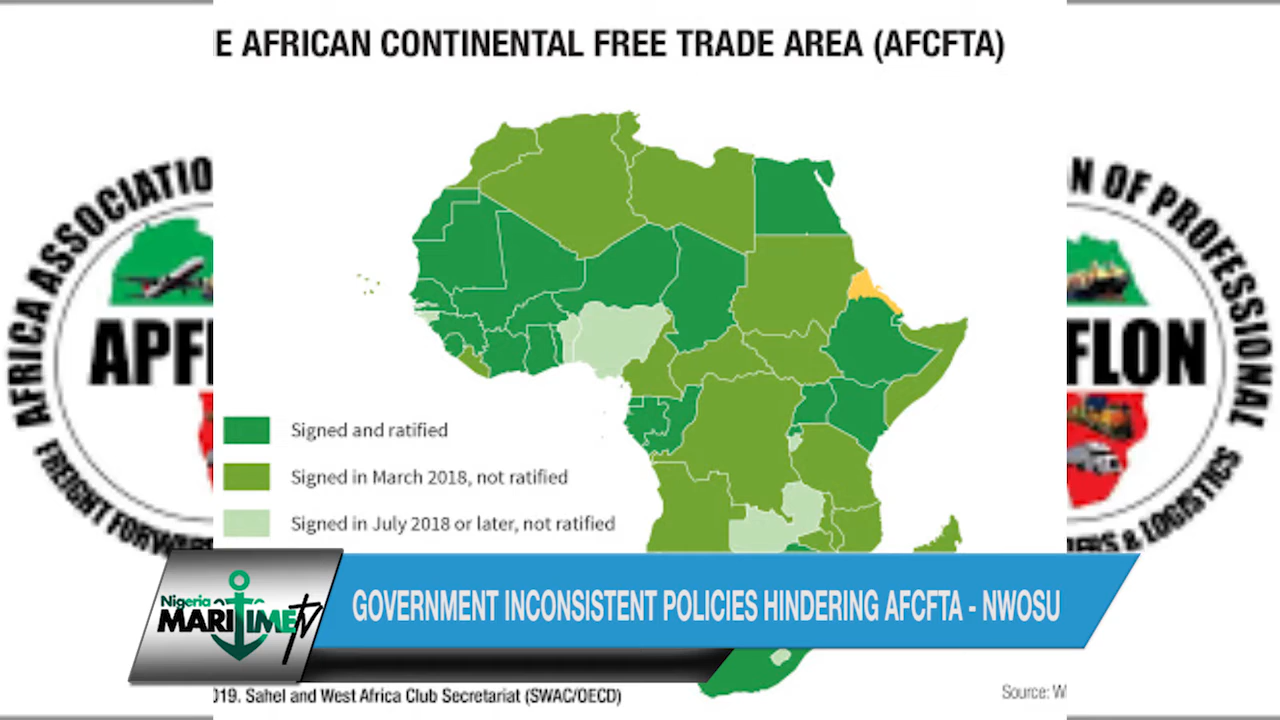 E AFRICAN CONTINENTAL FREE TRADE AREA (AFCFTA)
AFRICA ASSOCIATIO
APF
FREIGHT FORWA
N OF PROFESSIONAL
FLON
ERS & LOGISTICS
Signed and ratified
Signed in March 2018, not ratified
Signed in July 2018 or later, not ratified
Nigeria
MARITIME TV
GOVERNMENT INCONSISTENT POLICIES HINDERING AFCFTA - NWOSU
019. Sahel and West Africa Club Secretariat (SWAC/OECD)
Source: W